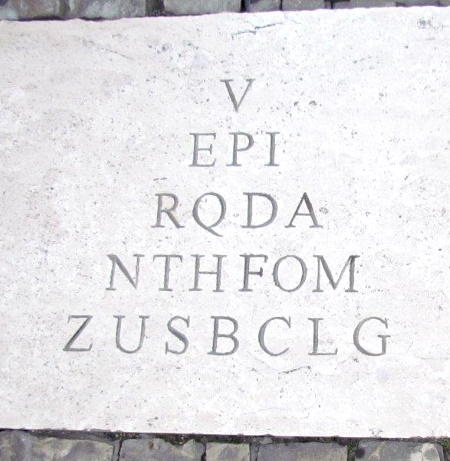 V
EPI
RQDA
NTHFOM
ZUSBCLG